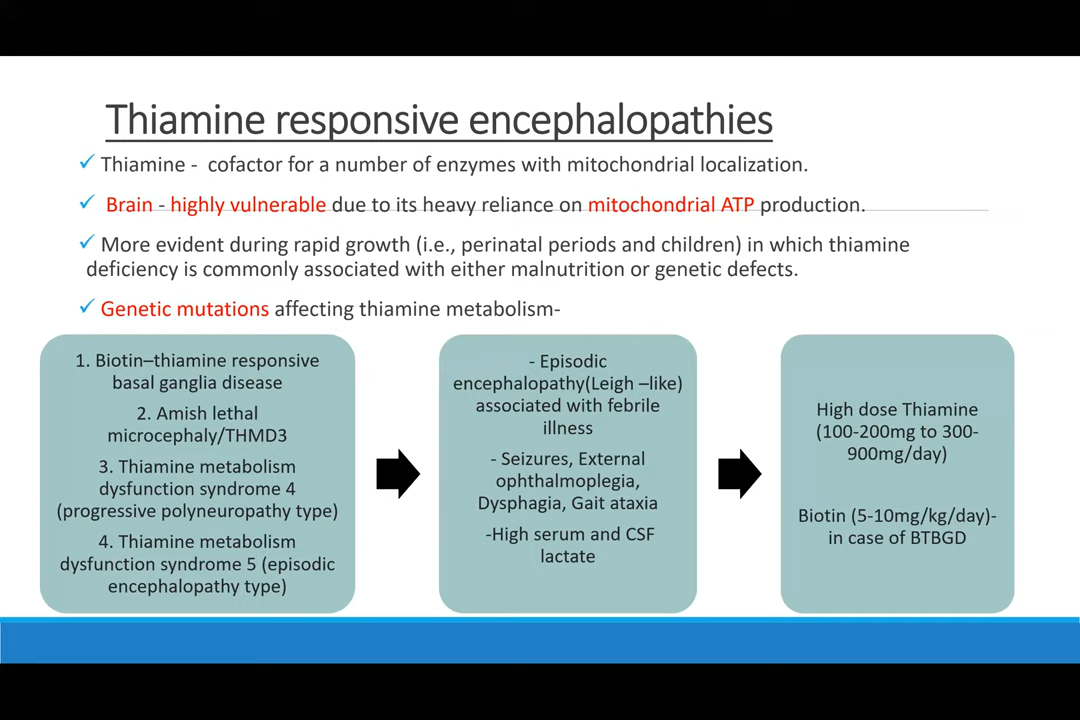 Thiamine responsive encephalopathies
✓ Thiamine - cofactor for a number of enzymes with mitochondrial localization.
✓ Brain - highly vulnerable due to its heavy reliance on mitochondrial ATP production.
✓ More evident during rapid growth (i.e., perinatal periods and children) in which thiamine
deficiency is commonly associated with either malnutrition or genetic defects.
✓ Genetic mutations affecting thiamine metabolism-
1. Biotin–thiamine responsive
basal ganglia disease
2. Amish lethal
microcephaly/THMD3
3. Thiamine metabolism
dysfunction syndrome 4
(progressive polyneuropathy type)
4. Thiamine metabolism
dysfunction syndrome 5 (episodic
encephalopathy type)
- Episodic
encephalopathy(Leigh –like)
associated with febrile
illness
- Seizures, External
ophthalmoplegia,
Dysphagia, Gait ataxia
-High serum and CSF
lactate
High dose Thiamine
(100-200mg to 300-
900mg/day)
Biotin (5-10mg/kg/day)-
in case of BTBGD